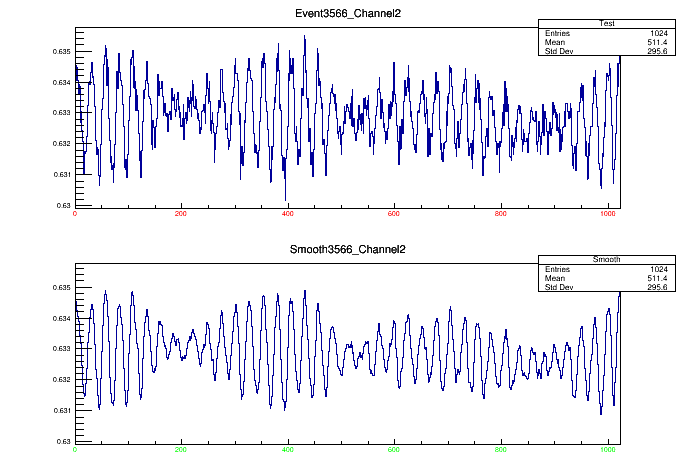 Event3566_Channel2
Test
Entries 1024
Mean 511.4
Std Dev 295.6
0.635
0.634
0.633
0.632
0.631
0.63
0 200 400 600 800 1000
Smooth3566_Channel2
Smooth
Entries 1024
Mean 511.4
Std Dev 295.6
0.635
0.634
0.633
0.632
0.631
0.63
0 200 400 600 800 1000